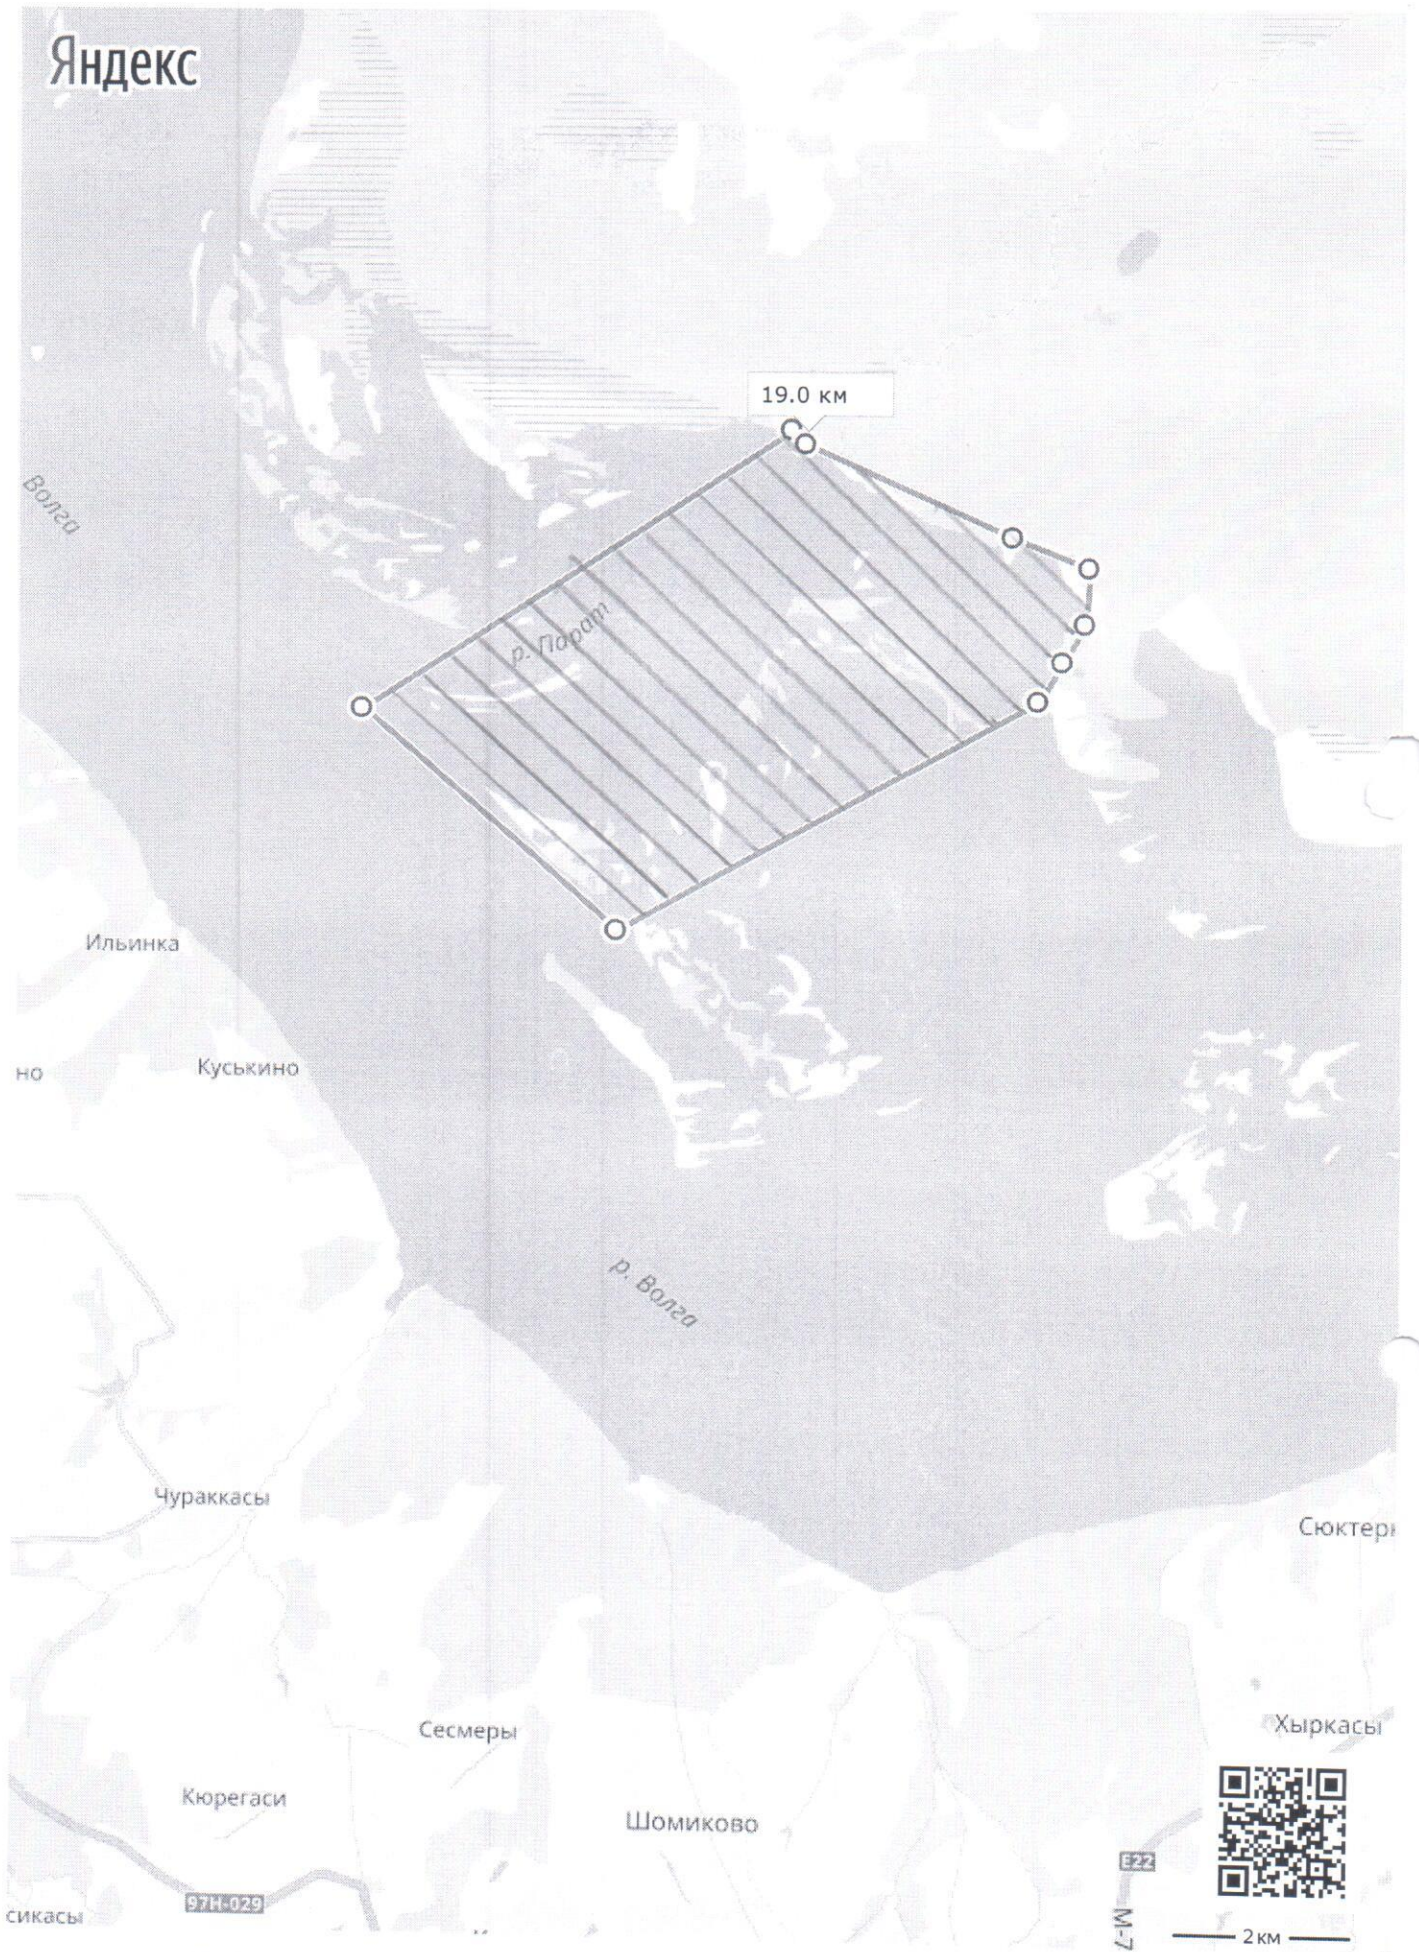 Яндекс
19.0 км
Волга
р. Парат
Ильинка
но
Куськино
р. Волга
Чураккасы
Сюктер
Сесмеры
Хыркасы
Кюрегаси
Шомиково
E22
97Н-029
сикасы
М-7
2 км